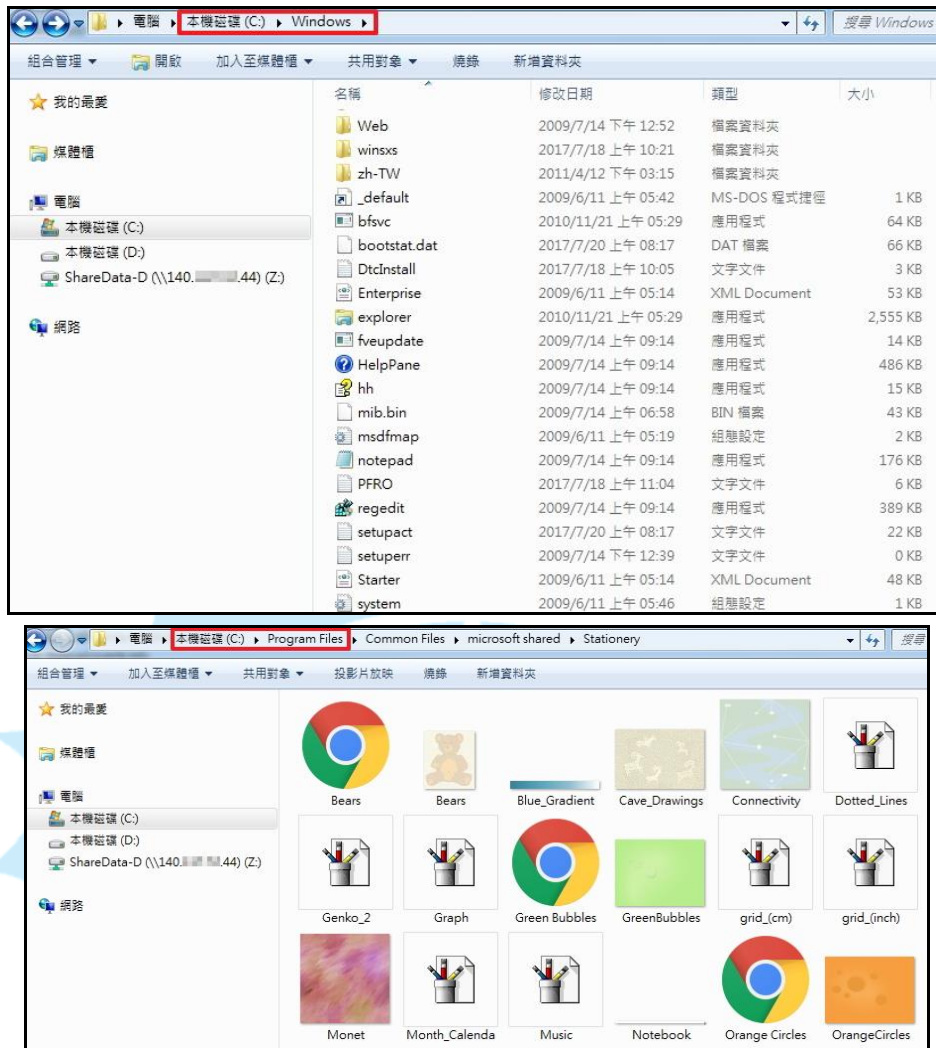 電腦 本機磁碟 (C:) Windows 搜尋 Windows
組合管理 開啟 加入至媒體櫃 共用對象 燒錄 新增資料夾
我的最愛
媒體櫃
電腦
本機磁碟 (C:)
本機磁碟 (D:)
ShareData-D (\\140. .44) (Z:)
網路
名稱 修改日期 類型 大小
Web 2009/7/14 下午 12:52 檔案資料夾
winsxs 2017/7/18 上午 10:21 檔案資料夾
zh-TW 2011/4/12 下午 03:15 檔案資料夾
_default 2009/6/11 上午 05:42 MS-DOS 程式捷徑 1 KB
bfsvc 2010/11/21 上午 05:29 應用程式 64 KB
bootstat.dat 2017/7/20 上午 08:17 DAT 檔案 66 KB
DtcInstall 2017/7/18 上午 10:05 文字文件 3 KB
Enterprise 2009/6/11 上午 05:14 XML Document 53 KB
explorer 2010/11/21 上午 05:29 應用程式 2,555 KB
fveupdate 2009/7/14 上午 09:14 應用程式 14 KB
HelpPane 2009/7/14 上午 09:14 應用程式 486 KB
hh 2009/7/14 上午 09:14 應用程式 15 KB
mib.bin 2009/7/14 上午 06:58 BIN 檔案 43 KB
msdfmap 2009/6/11 上午 05:19 組態設定 2 KB
notepad 2009/7/14 上午 09:14 應用程式 176 KB
PFRO 2017/7/18 上午 11:04 文字文件 6 KB
regedit 2009/7/14 上午 09:14 應用程式 389 KB
setupact 2017/7/20 上午 08:17 文字文件 22 KB
setuperr 2009/7/14 下午 12:39 文字文件 0 KB
Starter 2009/6/11 上午 05:14 XML Document 48 KB
system 2009/6/11 上午 05:46 組態設定 1 KB
電腦 本機磁碟 (C:) Program Files Common Files microsoft shared Stationery 搜尋
組合管理 加入至媒體櫃 共用對象 投影片放映 燒錄 新增資料夾
我的最愛
媒體櫃
電腦
本機磁碟 (C:)
本機磁碟 (D:)
ShareData-D (\\140. .44) (Z:)
網路
Bears Bears Blue_Gradient Cave_Drawings Connectivity Dotted_Lines
Genko_2 Graph Green Bubbles GreenBubbles grid_(cm) grid_(inch)
Monet Month_Calenda Music Notebook Orange Circles OrangeCircles